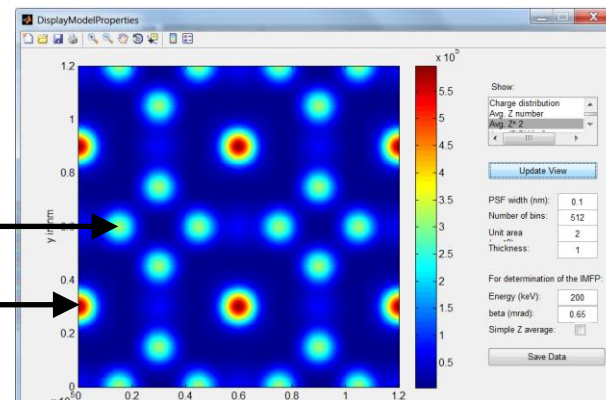 DisplayModelProperties
x 10⁵
1.2
1
0.8
0.6
0.4
0.2
0
y in nm
0
0.2
0.4
0.6
0.8
1
1.2
5.5
5
4.5
4
3.5
3
2.5
2
1.5
1
0.5
Show:
Charge distribution
Avg. Z number
Avg. Z^ 2
Update View
PSF width (nm): 0.1
Number of bins: 512
Unit area 2
Thickness: 1
For determination of the IMFP:
Energy (keV): 200
beta (mrad): 0.65
Simple Z average:
Save Data